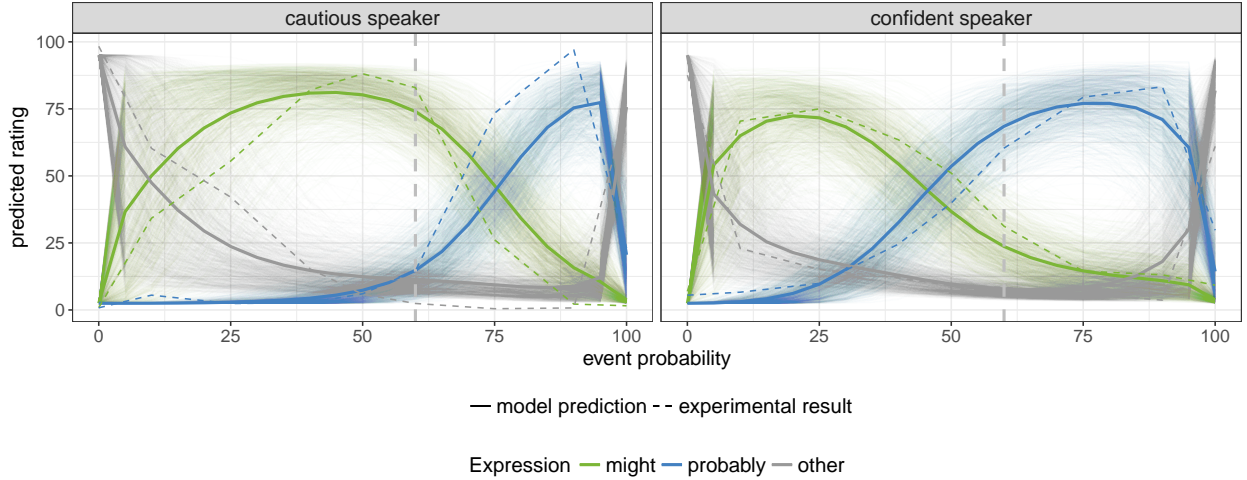 cautious speaker
confident speaker
predicted rating
100
75
50
25
0
0 25 50 75 100
0 25 50 75 100
event probability
model prediction experimental result
Expression might probably other